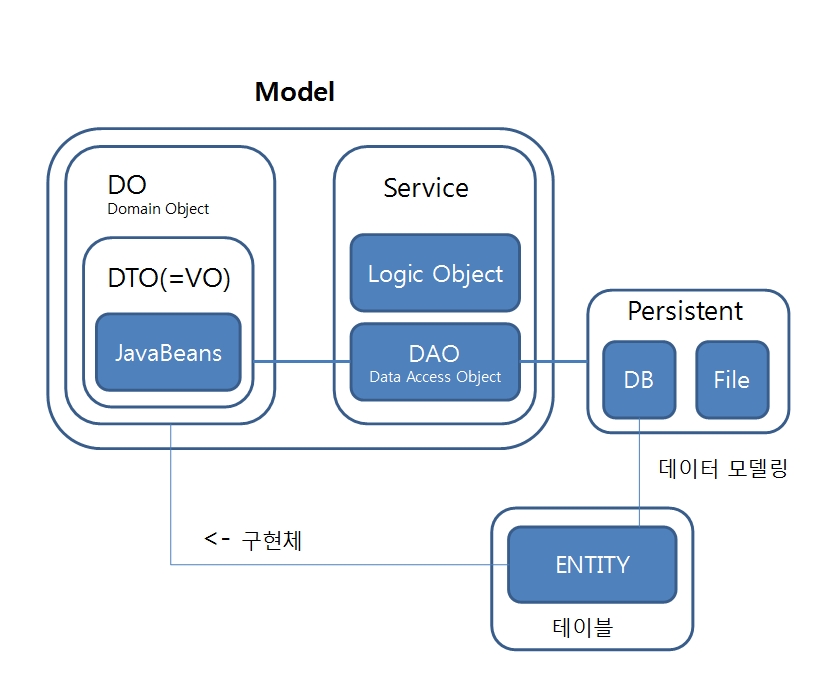 Model
DO
Domain Object
DTO(=VO)
JavaBeans
Service
Logic Object
DAO
Data Access Object
Persistent
DB
File
데이터 모델링
<- 구현체
ENTITY
테이블